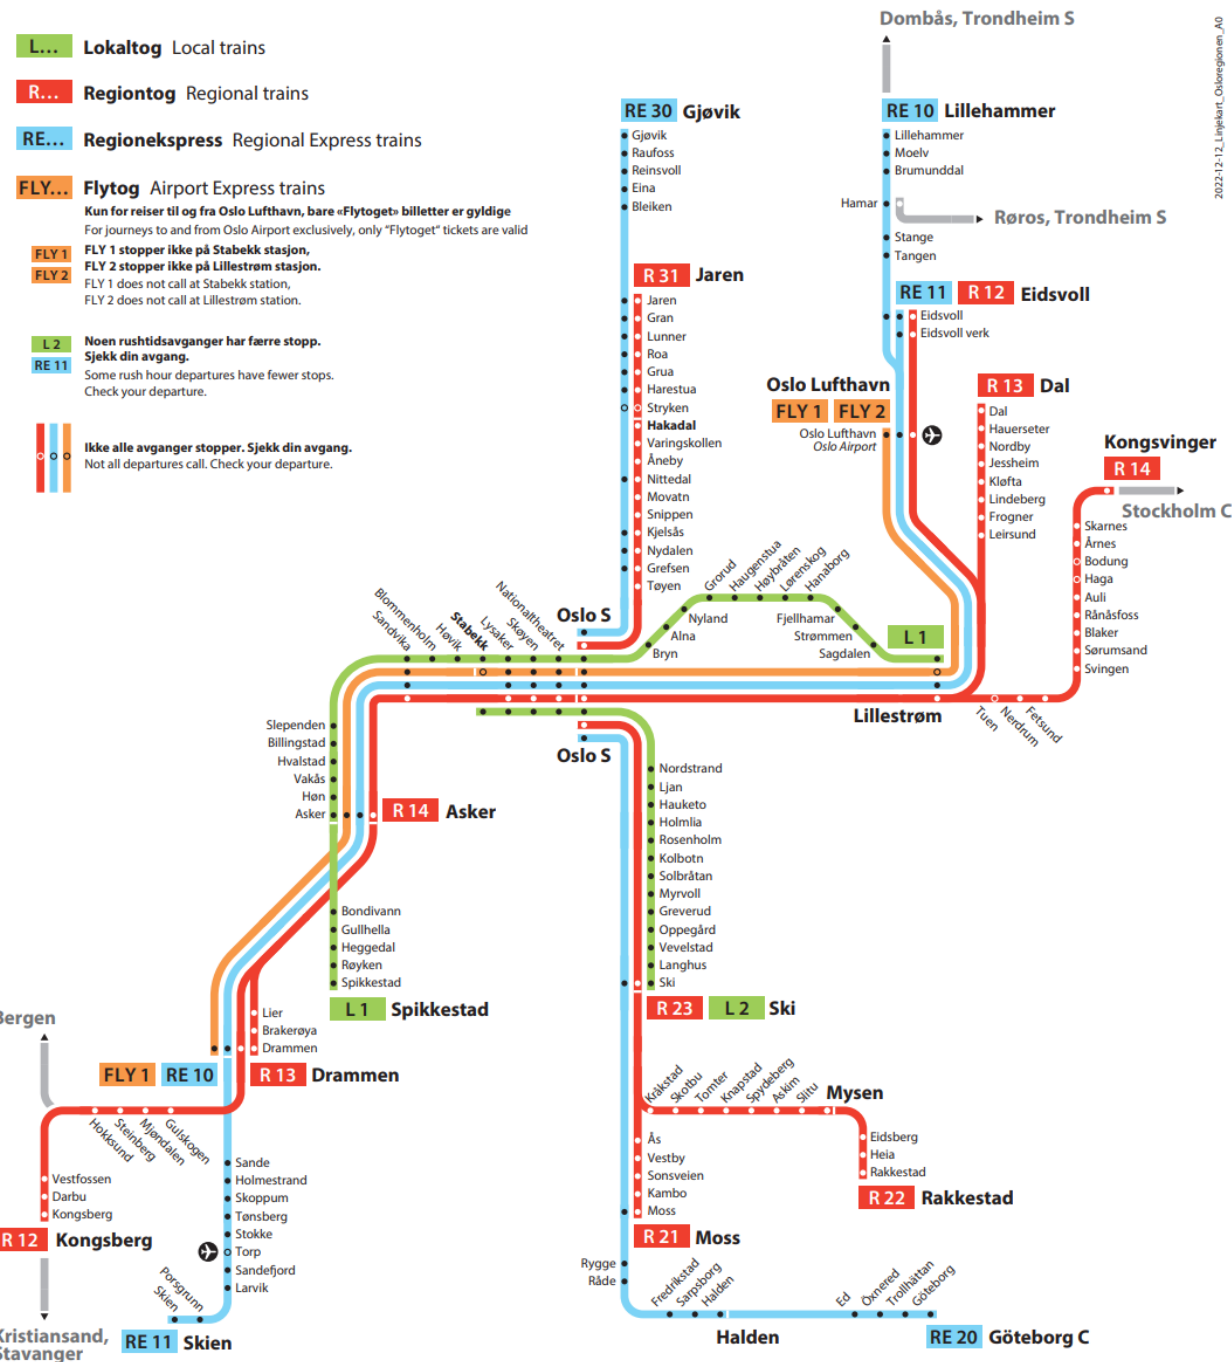 L... Lokaltog Local trains
R... Regiontog Regional trains
RE... Regionekspress Regional Express trains
FLY... Flytog Airport Express trains
Kun for reiser til og fra Oslo Lufthavn, bare «Flytoget» billetter er gyldige
For journeys to and from Oslo Airport exclusively, only "Flytoget" tickets are valid
FLY 1
FLY 2
FLY 1 stopper ikke på Stabekk stasjon,
FLY 2 stopper ikke på Lillestrøm stasjon.
FLY 1 does not call at Stabekk station,
FLY 2 does not call at Lillestrøm station.
L 2
RE 11
Noen rushtidsavganger har færre stopp.
Sjekk din avgang.
Some rush hour departures have fewer stops.
Check your departure.
Ikke alle avganger stopper. Sjekk din avgang.
Not all departures call. Check your departure.
2022-12-12_Linjekart_Osloregionen_A0
Dombås, Trondheim S
RE 30 Gjøvik
Gjøvik
Raufoss
Reinsvoll
Eina
Bleiken
RE 10 Lillehammer
Lillehammer
Moelv
Brumunddal
Hamar
Røros, Trondheim S
Stange
Tangen
R 31 Jaren
Jaren
Gran
Lunner
Roa
Grua
Harestua
Stryken
Hakadal
Varingskollen
Åneby
Nittedal
Movatn
Snippen
Kjelsås
Nydalen
Grefsen
Tøyen
RE 11 R 12 Eidsvoll
Eidsvoll
Eidsvoll verk
Oslo Lufthavn
FLY 1 FLY 2
Oslo Lufthavn
Oslo Airport
R 13 Dal
Dal
Hauerseter
Nordby
Jessheim
Kløfta
Lindeberg
Frogner
Leirsund
Kongsvinger
R 14
Stockholm C
Skarnes
Årnes
Bodung
Haga
Auli
Rånåsfoss
Blaker
Sørumsand
Svingen
Fetsund
Nerdrum
Tuen
Oslo S
Sandvika
Blommenholm
Høvik
Stabekk
Lysaker
Skøyen
Nationaltheatret
Bryn
Alna
Nyland
Grorud
Haugenstua
Høybråten
Lørenskog
Hanaborg
Fjellhamar
Strømmen
Sagdalen
L 1
Lillestrøm
Oslo S
Slependen
Billingstad
Hvalstad
Vakås
Høn
Asker
R 14 Asker
Bondivann
Gullhella
Heggedal
Røyken
Spikkestad
L 1 Spikkestad
Nordstrand
Ljan
Hauketo
Holmlia
Rosenholm
Kolbotn
Solbråtan
Myrvoll
Greverud
Oppegård
Vevelstad
Langhus
Ski
R 23 L 2 Ski
Bergen
Lier
Brakerøya
Drammen
FLY 1 RE 10 R 13 Drammen
Hokksund
Steinberg
Mjøndalen
Gulskogen
Vestfossen
Darbu
Kongsberg
R 12 Kongsberg
Kristiansand,
Stavanger
Sande
Holmestrand
Skoppum
Tønsberg
Stokke
Torp
Sandefjord
Larvik
Porsgrunn
Skien
RE 11 Skien
Kråkstad
Skotbu
Tomter
Knapstad
Spydeberg
Askim
Slitu
Mysen
Eidsberg
Heia
Rakkestad
R 22 Rakkestad
Ås
Vestby
Sonsveien
Kambo
Moss
R 21 Moss
Rygge
Råde
Fredrikstad
Sarpsborg
Halden
Halden
Ed
Öxnered
Trollhättan
Göteborg
RE 20 Göteborg C